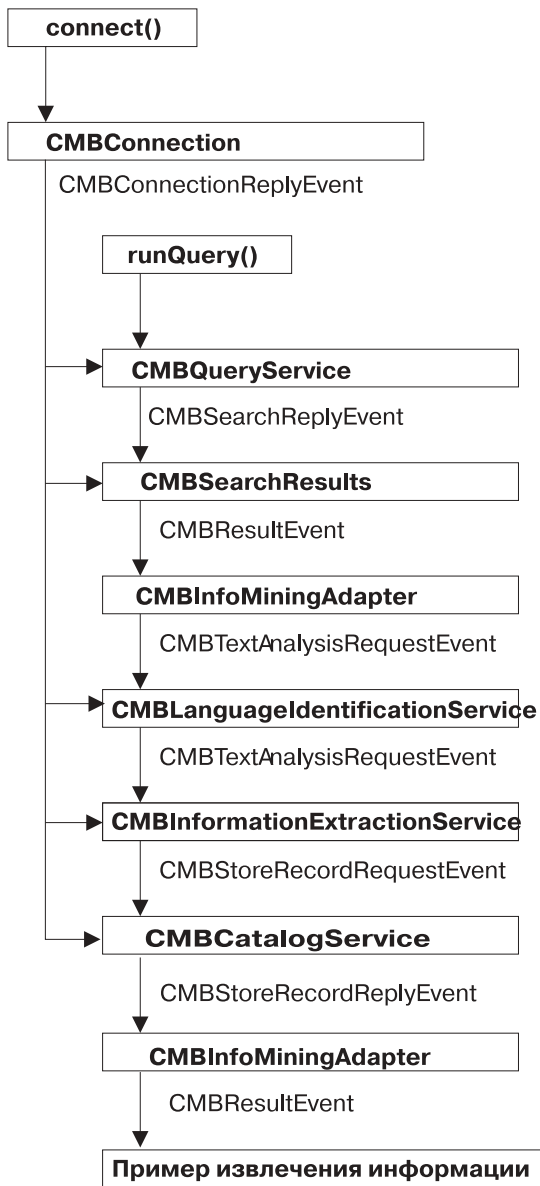 connect()
CMBConnection
CMBConnectionReplyEvent
runQuery()
CMBQueryService
CMBSearchReplyEvent
CMBSearchResults
CMBResultEvent
CMBInfoMiningAdapter
CMBTextAnalysisRequestEvent
CMBLanguageIdentificationService
CMBTextAnalysisRequestEvent
CMBInformationExtractionService
CMBStoreRecordRequestEvent
CMBCatalogService
CMBStoreRecordReplyEvent
CMBInfoMiningAdapter
CMBResultEvent
Пример извлечения информации